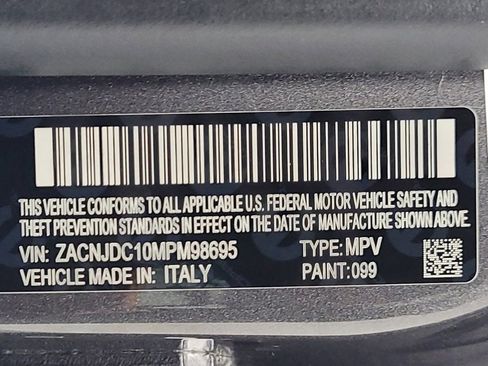 THIS VEHICLE CONFORMS TO ALL APPLICABLE U.S. FEDERAL MOTOR VEHICLE SAFETY AND
THEFT PREVENTION STANDARDS IN EFFECT ON THE DATE OF MANUFACTURE SHOWN ABOVE.
VIN: ZACNJDC10MPM98695 TYPE: MPV
VEHICLE MADE IN: ITALY PAINT: 099